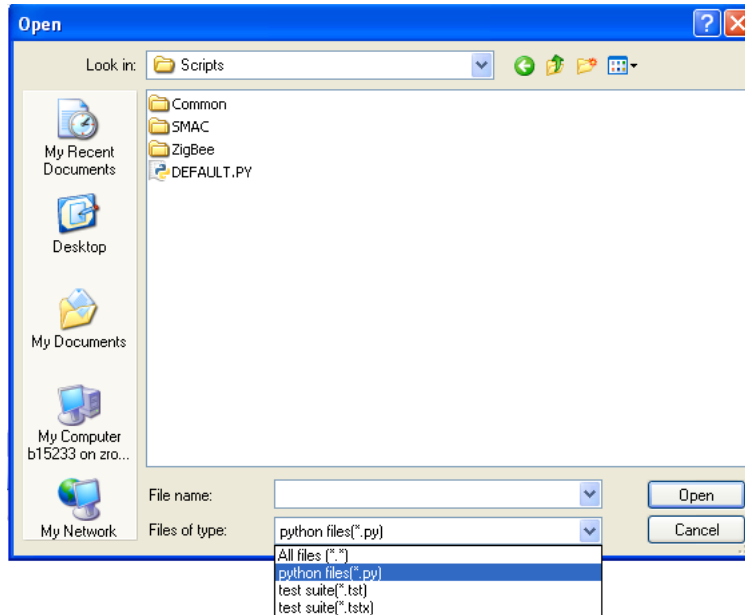 Open
Look in: Scripts
Common
SMAC
ZigBee
DEFAULT.PY
My Recent
Documents
Desktop
My Documents
My Computer
b15233 on zro...
My Network
File name:
Open
Files of type: python files(*.py)
Cancel
All files (*.*)
python files(*.py)
test suite(*.tst)
test suite(*.tstx)